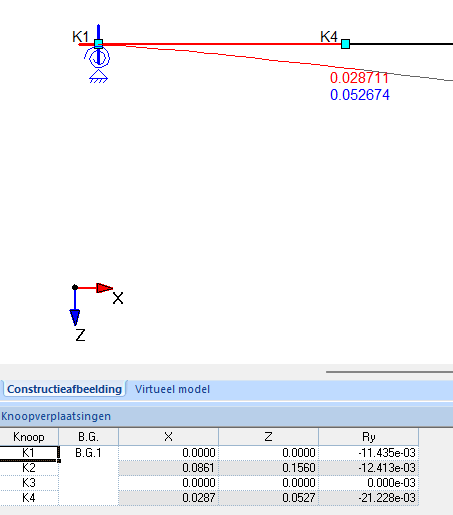 K1 K4
0.028711
0.052674
X
Z
Constructieafbeelding Virtueel model
Knoopverplaatsingen
Knoop B.G. X Z Ry
K1 B.G.1 0.0000 0.0000 -11.435e-03
K2 0.0861 0.1560 -12.413e-03
K3 0.0000 0.0000 0.000e-03
K4 0.0287 0.0527 -21.228e-03